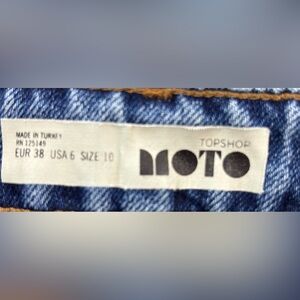 MADE IN TURKEY
RN 125149
EUR 38 USA 6 SIZE 10
TOPSHOP
MOTO